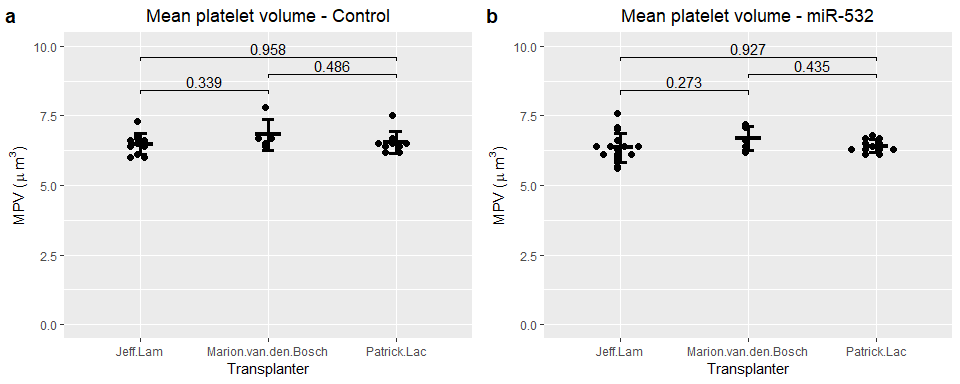 a
Mean platelet volume - Control
MPV (μm³)
10.0
7.5
5.0
2.5
0.0
0.958
0.486
0.339
Jeff.Lam Marion.van.den.Bosch Patrick.Lac
Transplanter
b
Mean platelet volume - miR-532
MPV (μm³)
10.0
7.5
5.0
2.5
0.0
0.927
0.435
0.273
Jeff.Lam Marion.van.den.Bosch Patrick.Lac
Transplanter